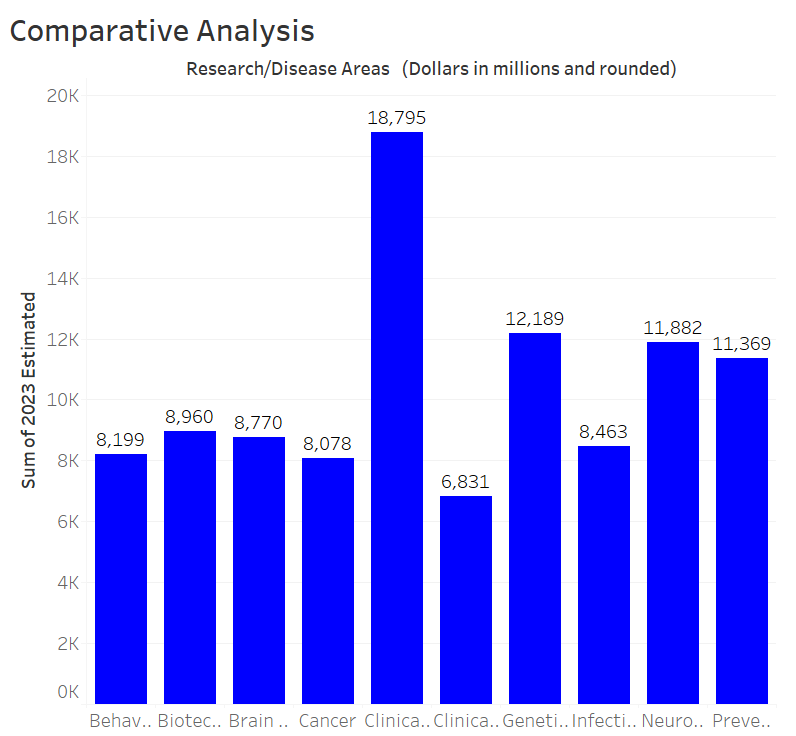 Comparative Analysis
Research/Disease Areas (Dollars in millions and rounded)
Sum of 2023 Estimated
20K
18K
16K
14K
12K
10K
8K
6K
4K
2K
0K
8,199
8,960
8,770
8,078
18,795
6,831
12,189
8,463
11,882
11,369
Behav.. Biotec.. Brain .. Cancer Clinica.. Clinica.. Geneti.. Infecti.. Neuro.. Preve..